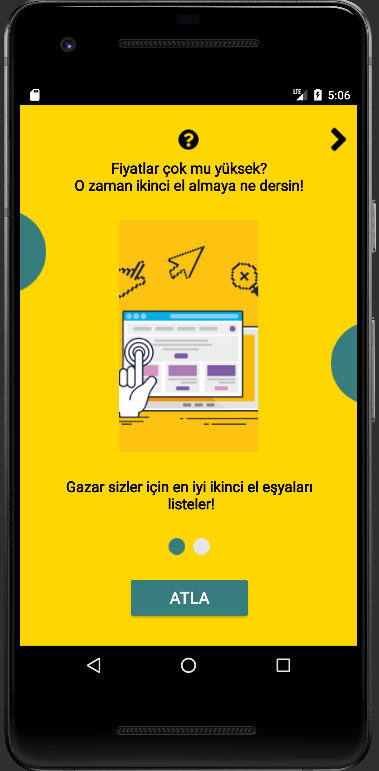 LTE 5:06
Fiyatlar çok mu yüksek?
O zaman ikinci el almaya ne dersin!
Gazar sizler için en iyi ikinci el eşyaları
listeler!
ATLA